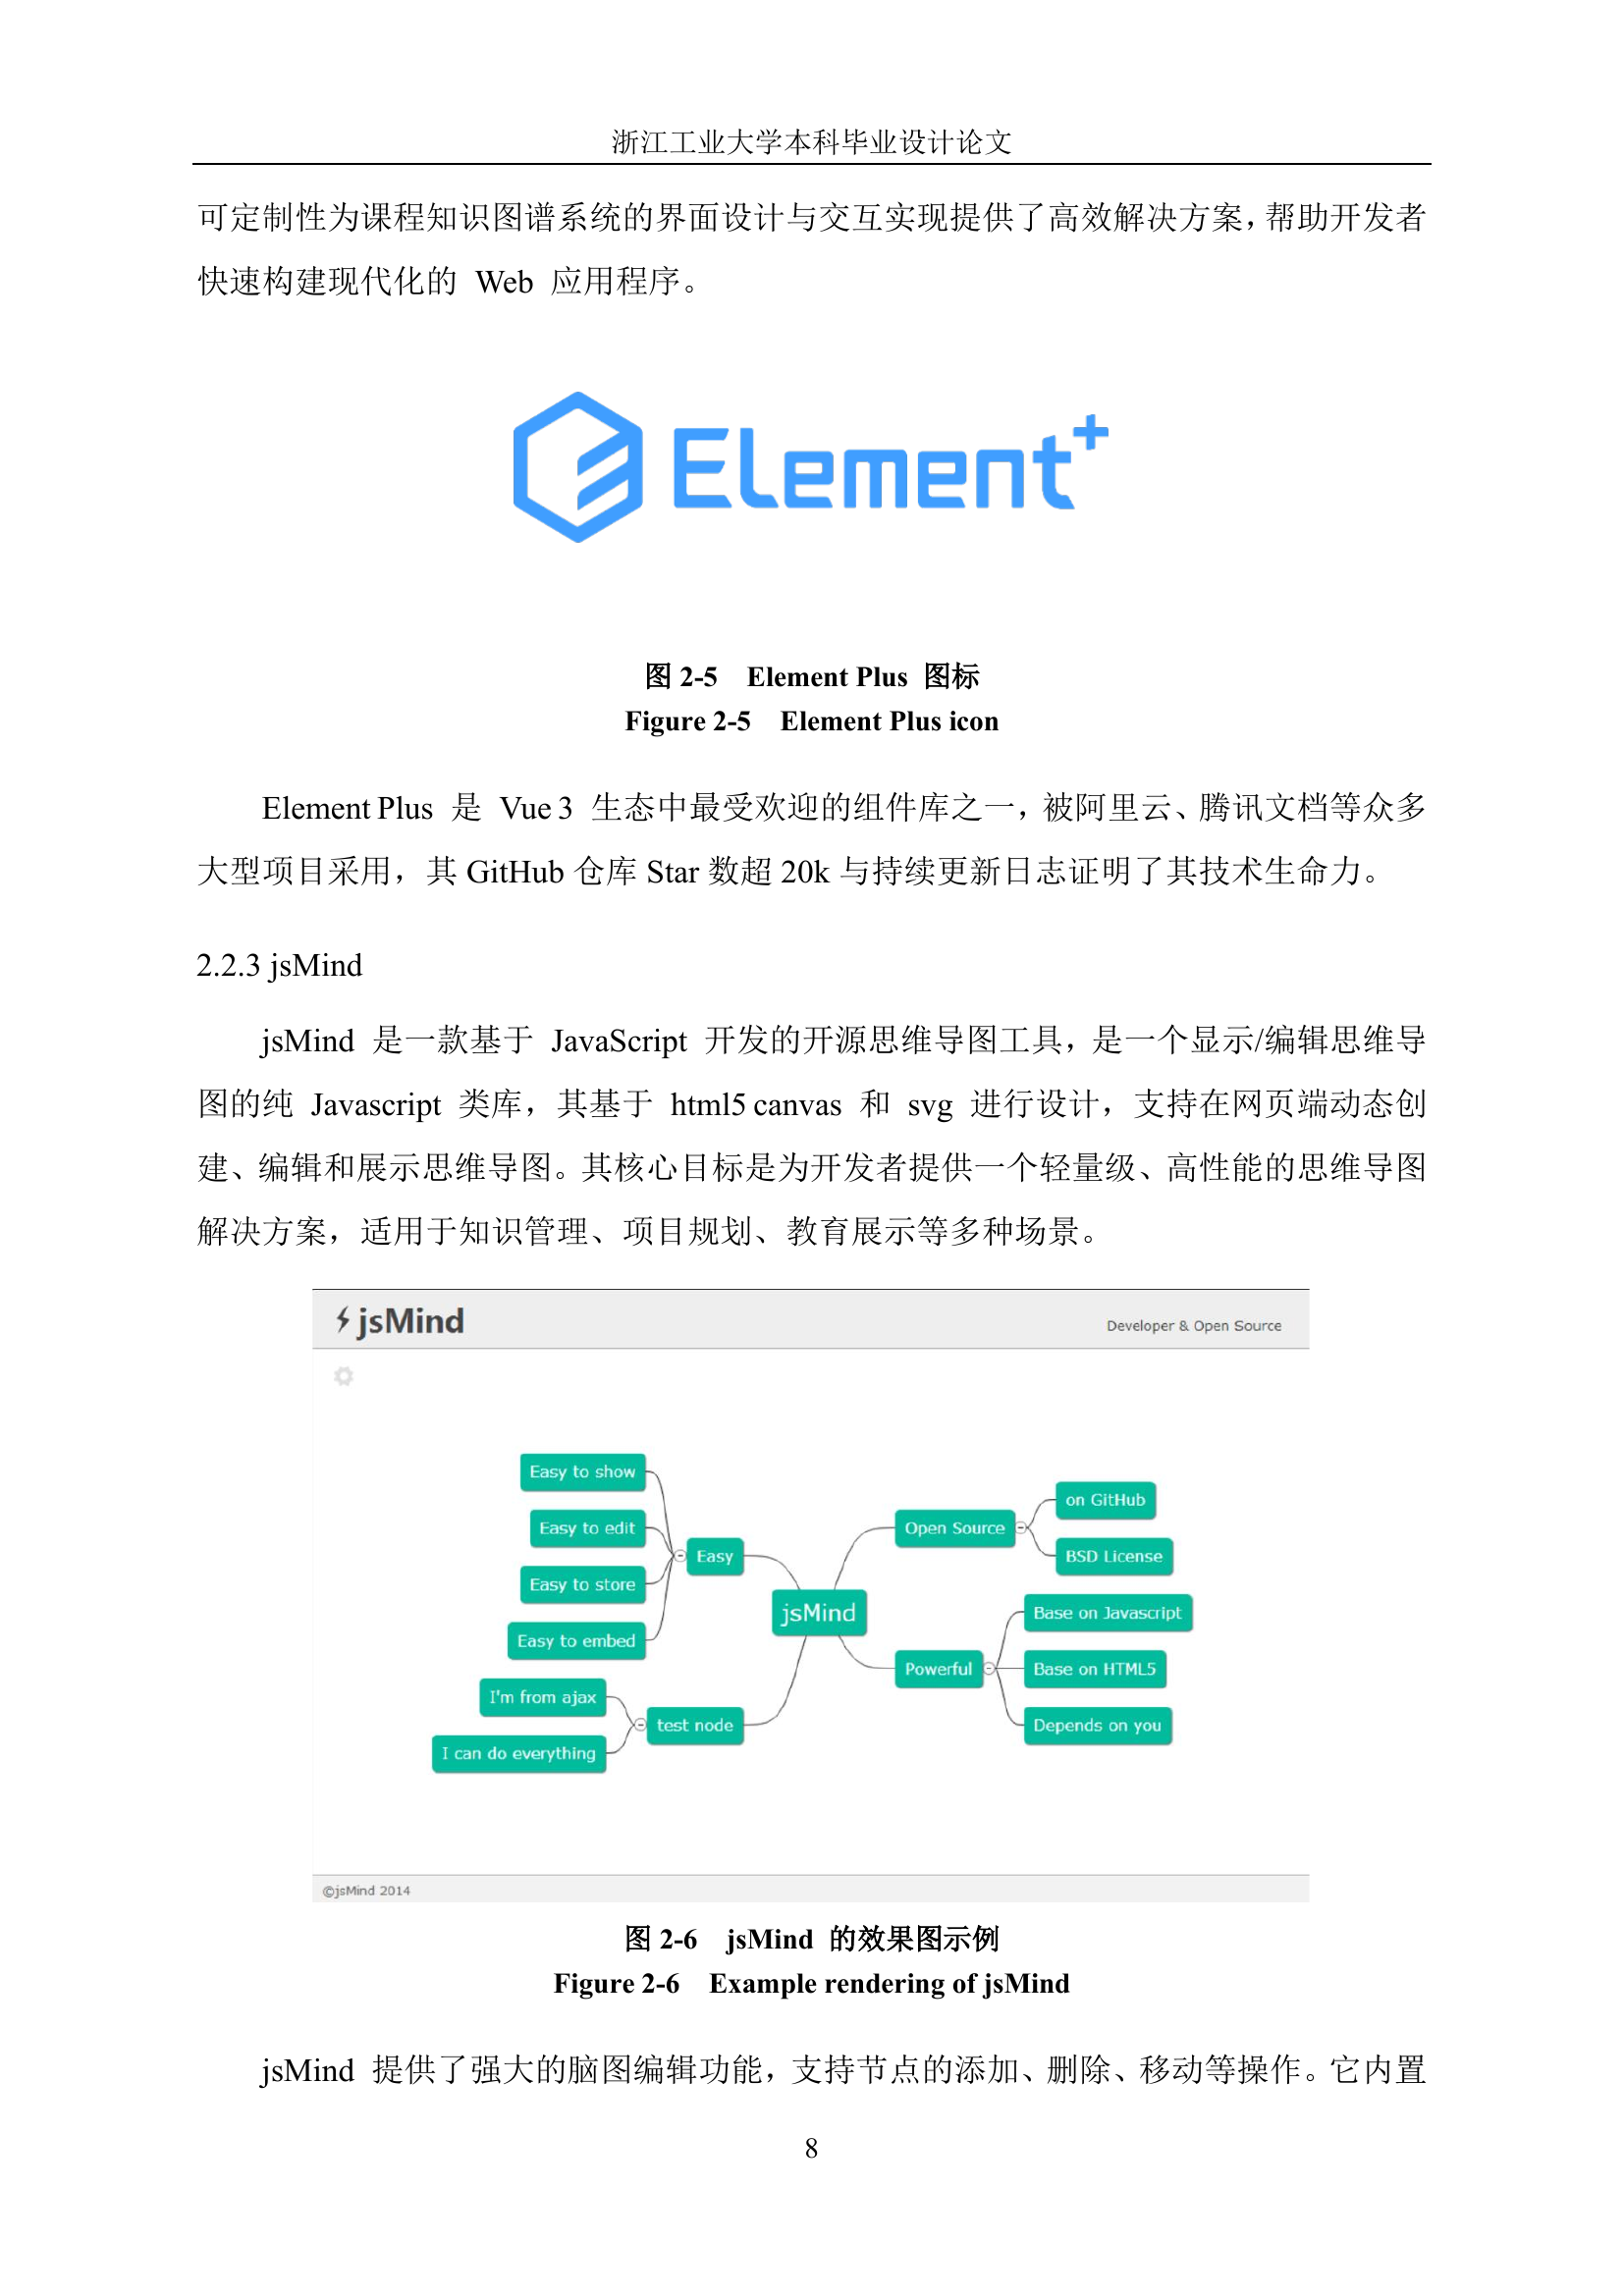 浙江工业大学本科毕业设计论文
可定制性为课程知识图谱系统的界面设计与交互实现提供了高效解决方案，帮助开发者
快速构建现代化的 Web 应用程序。
Element+
图 2-5 Element Plus 图标
Figure 2-5 Element Plus icon
Element Plus 是 Vue 3 生态中最受欢迎的组件库之一，被阿里云、腾讯文档等众多
大型项目采用，其 GitHub 仓库 Star 数超 20k 与持续更新日志证明了其技术生命力。
2.2.3 jsMind
jsMind 是一款基于 JavaScript 开发的开源思维导图工具，是一个显示/编辑思维导
图的纯 Javascript 类库，其基于 html5 canvas 和 svg 进行设计，支持在网页端动态创
建、编辑和展示思维导图。其核心目标是为开发者提供一个轻量级、高性能的思维导图
解决方案，适用于知识管理、项目规划、教育展示等多种场景。
jsMind
Developer & Open Source
Easy to show
Easy to edit
Easy to store
Easy to embed
Easy
I'm from ajax
I can do everything
test node
jsMind
Open Source
on GitHub
BSD License
Powerful
Base on Javascript
Base on HTML5
Depends on you
©jsMind 2014
图 2-6 jsMind 的效果图示例
Figure 2-6 Example rendering of jsMind
jsMind 提供了强大的脑图编辑功能，支持节点的添加、删除、移动等操作。它内置
8